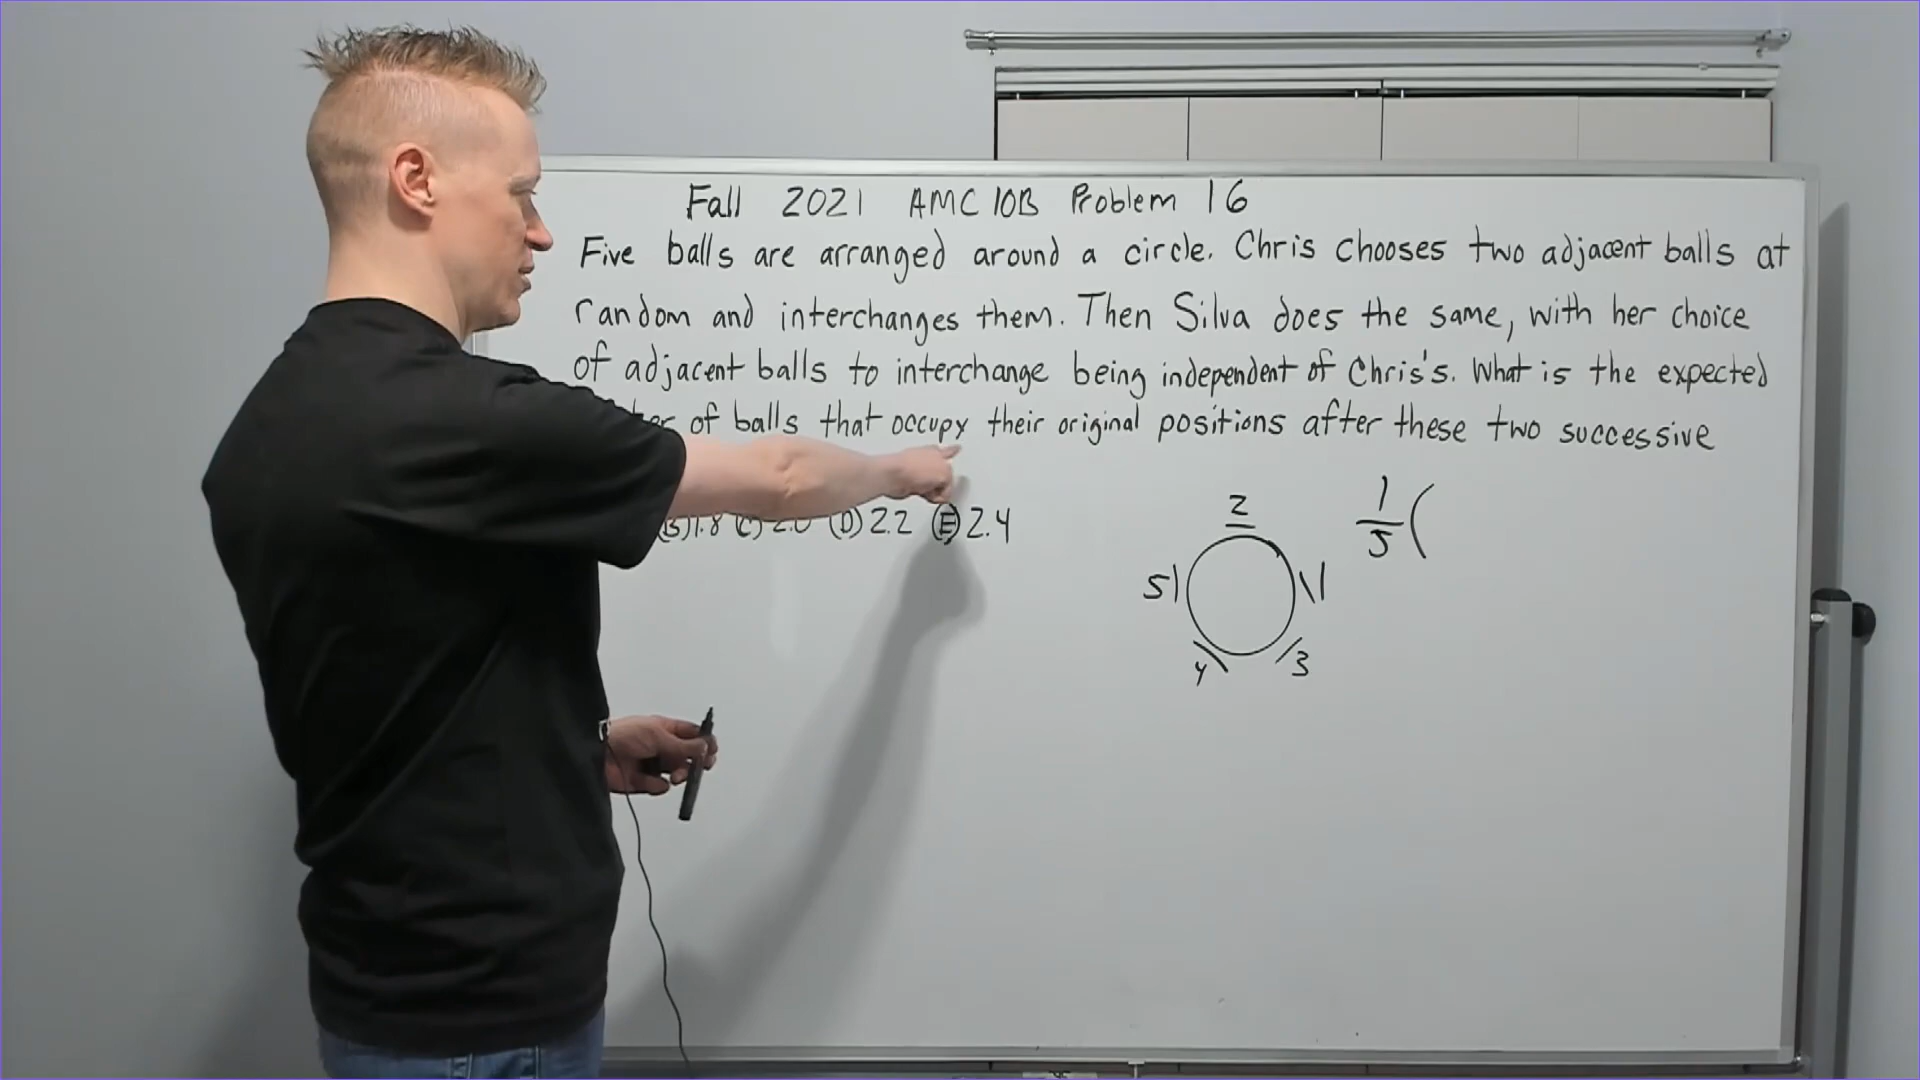 Fall 2021 AMC 10B Problem 16
Five balls are arranged around a circle. Chris chooses two adjacent balls at
random and interchanges them. Then Silva does the same, with her choice
of adjacent balls to interchange being independent of Chris's. What is the expected
of balls that occupy their original positions after these two successive
(B) 1.8 (C) 2.0 (D) 2.2 (E) 2.4
1/5 (
2
5 1
4 3